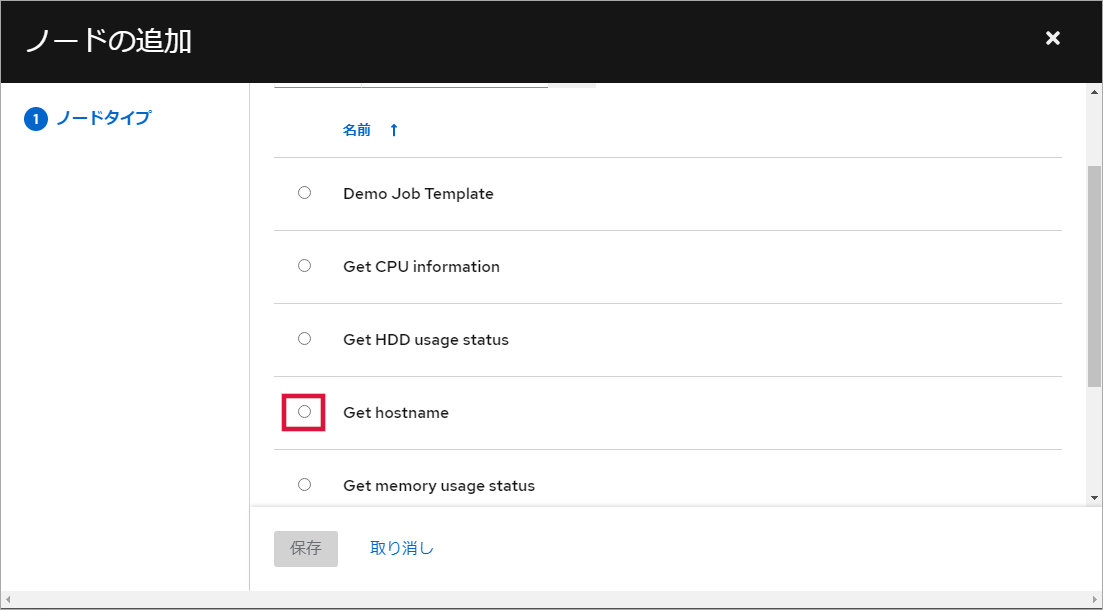 ノードの追加
1 ノードタイプ
名前
Demo Job Template
Get CPU information
Get HDD usage status
Get hostname
Get memory usage status
保存 取り消し